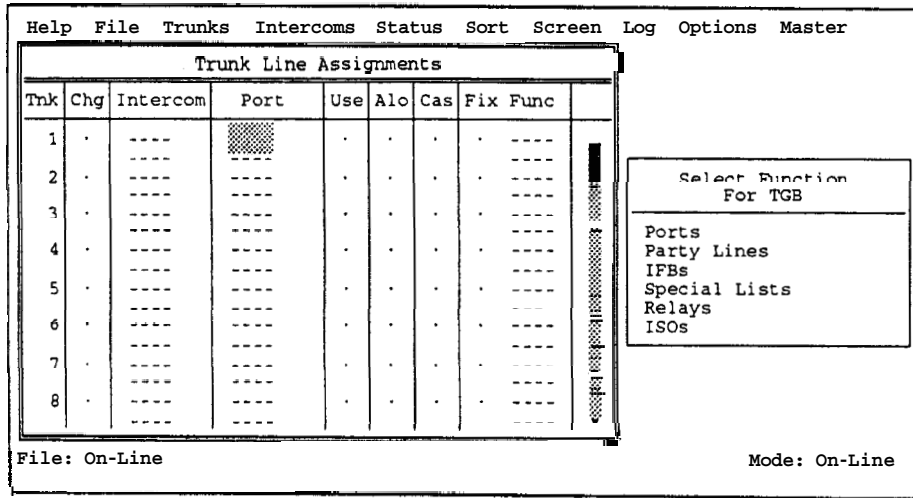 Help File Trunks Intercoms Status Sort Screen Log Options Master
Trunk Line Assignments
Tnk Chg Intercom Port Use Alo Cas Fix Func
1 . ---- . . . . ----
---- ---- ----
2 . ---- . . . . ----
---- ---- ----
3 . ---- . . . . ----
---- ---- ----
4 . ---- . . . . ----
---- ---- ----
5 . ---- . . . . ----
---- ---- ----
6 . ---- . . . . ----
---- ---- ----
7 . ---- . . . . ----
---- ---- ----
8 . ---- . . . . ----
---- ---- ----
Select Function
For TGB
Ports
Party Lines
IFBs
Special Lists
Relays
ISOs
File: On-Line
Mode: On-Line